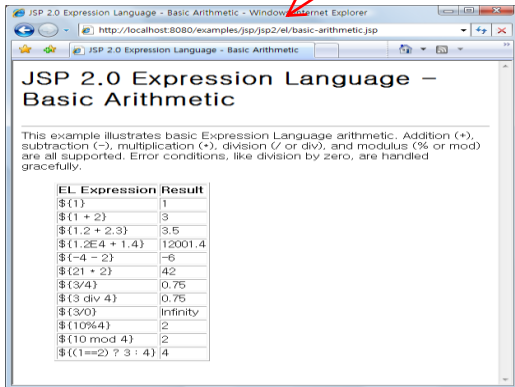 JSP 2.0 Expression Language - Basic Arithmetic - Windows Internet Explorer
http://localhost:8080/examples/jsp/jsp2/el/basic-arithmetic.jsp
JSP 2.0 Expression Language - Basic Arithmetic
JSP 2.0 Expression Language -
Basic Arithmetic
This example illustrates basic Expression Language arithmetic. Addition (+),
subtraction (-), multiplication (*), division (/ or div), and modulus (% or mod)
are all supported. Error conditions, like division by zero, are handled
gracefully.
EL Expression Result
${1} 1
${1 + 2} 3
${1.2 + 2.3} 3.5
${1.2E4 + 1.4} 12001.4
${-4 - 2} -6
${21 * 2} 42
${3/4} 0.75
${3 div 4} 0.75
${3/0} Infinity
${10%4} 2
${10 mod 4} 2
${(1==2) ? 3 : 4} 4